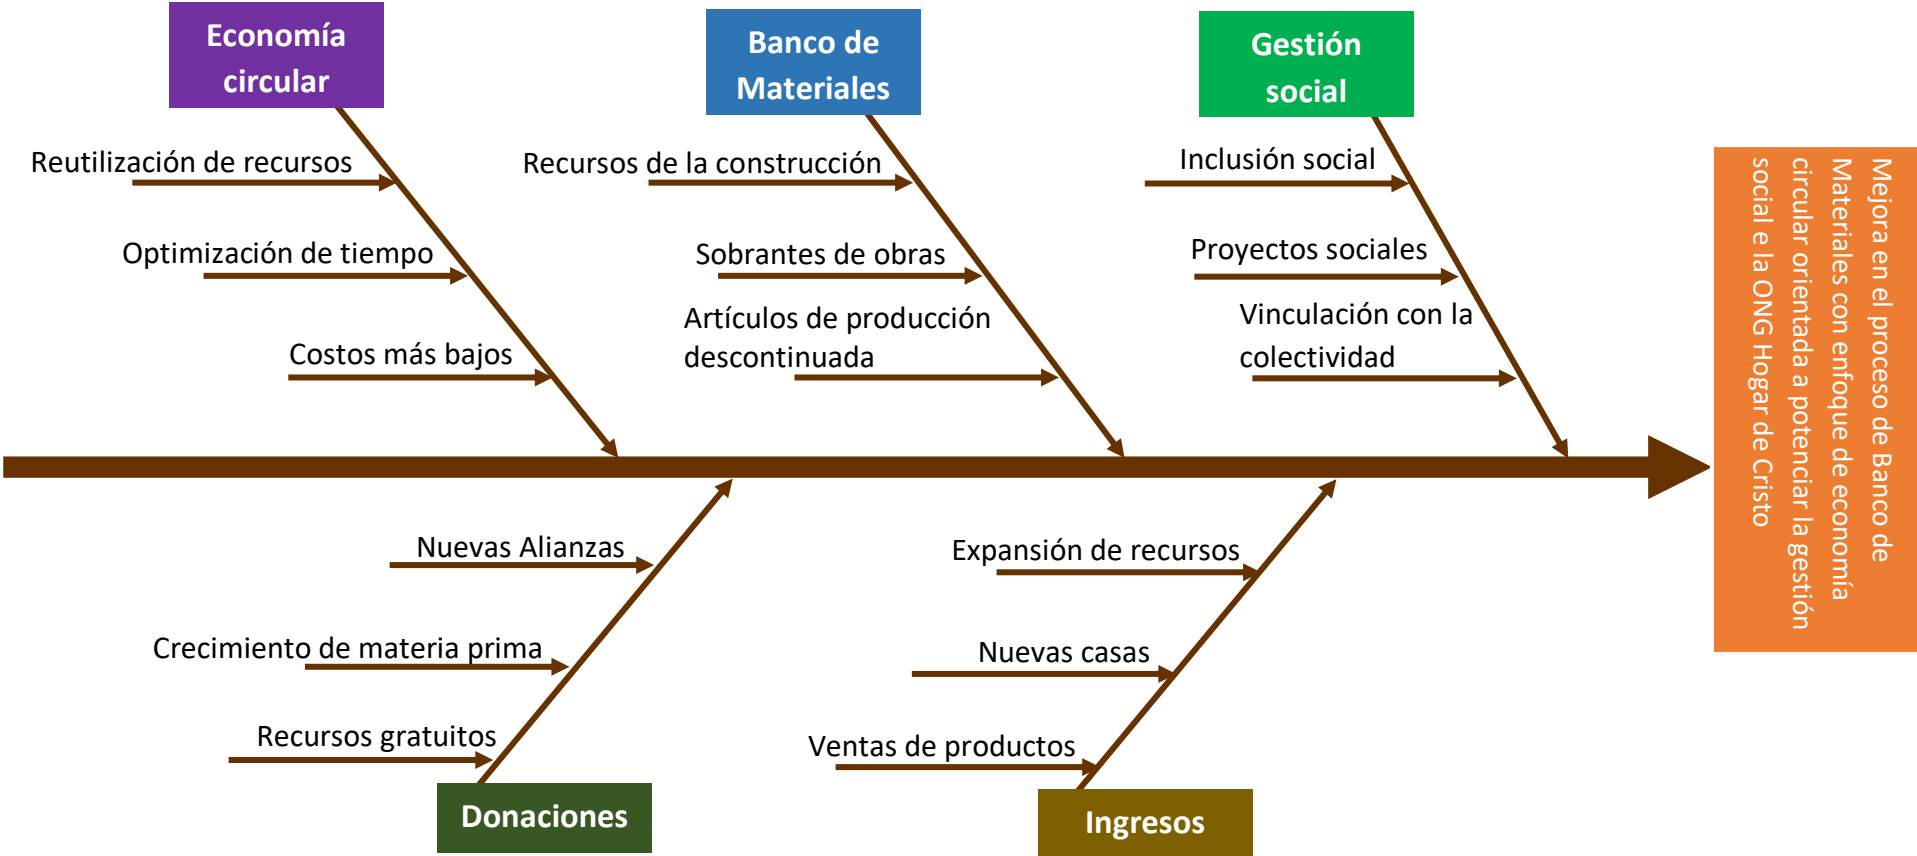 Economía
circular
Banco de
Materiales
Gestión
social
Reutilización de recursos
Optimización de tiempo
Costos más bajos
Recursos de la construcción
Sobrantes de obras
Artículos de producción
descontinuada
Inclusión social
Proyectos sociales
Vinculación con la
colectividad
Mejora en el proceso de Banco de
Materiales con enfoque de economía
circular orientada a potenciar la gestión
social e la ONG Hogar de Cristo
Nuevas Alianzas
Crecimiento de materia prima
Recursos gratuitos
Donaciones
Expansión de recursos
Nuevas casas
Ventas de productos
Ingresos